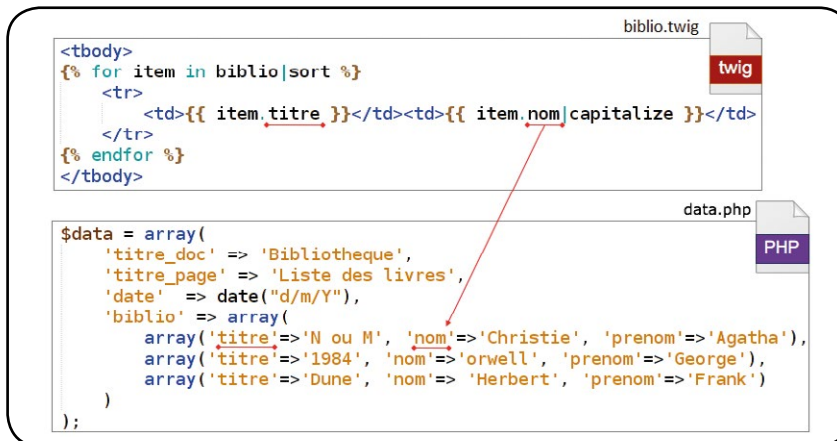 biblio.twig
twig
<tbody>
{% for item in biblio|sort %}
<tr>
<td>{{ item.titre }}</td><td>{{ item.nom|capitalize }}</td>
</tr>
{% endfor %}
</tbody>
data.php
PHP
$data = array(
'titre_doc' => 'Bibliotheque',
'titre_page' => 'Liste des livres',
'date'  => date("d/m/Y"),
'biblio' => array(
array('titre'=>'N ou M', 'nom'=>'Christie', 'prenom'=>'Agatha'),
array('titre'=>'1984', 'nom'=>'orwell', 'prenom'=>'George'),
array('titre'=>'Dune', 'nom'=> 'Herbert', 'prenom'=>'Frank')
)
);